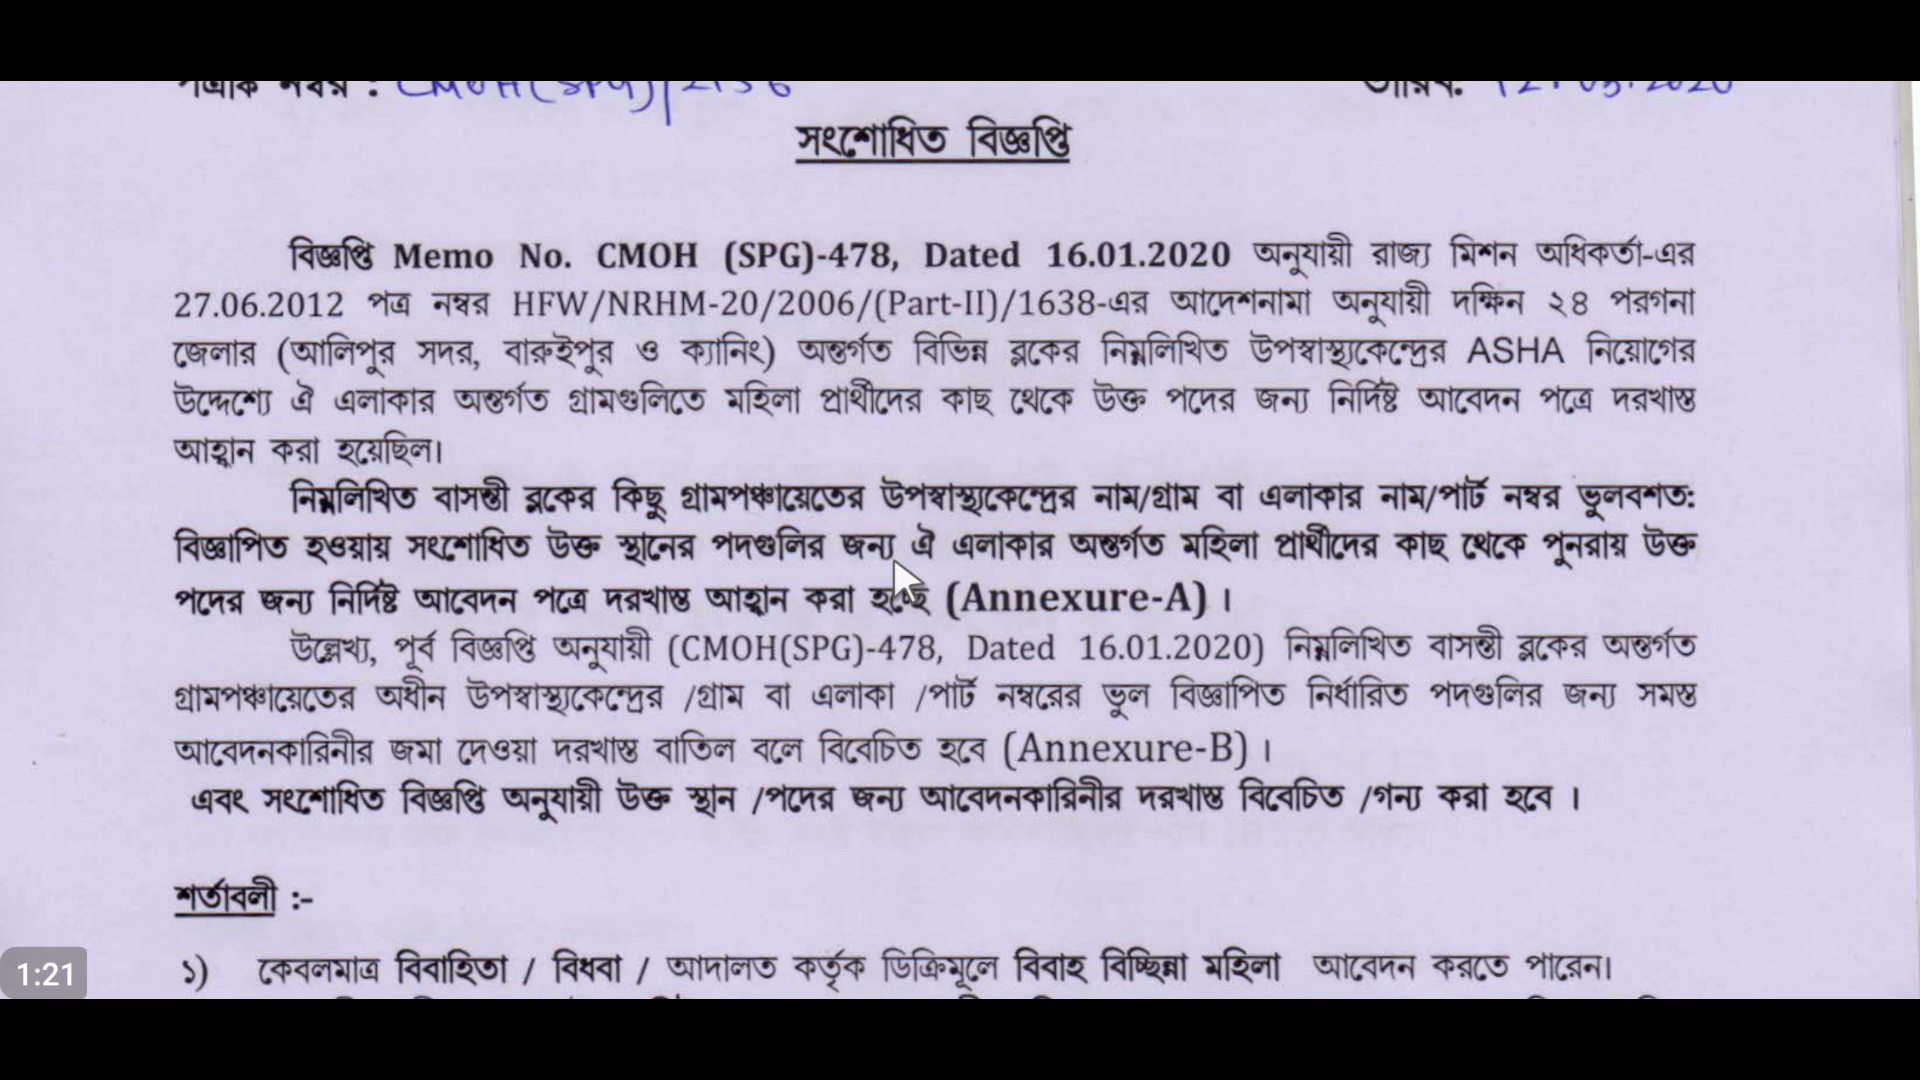 সংশোধিত বিজ্ঞপ্তি
বিজ্ঞপ্তি Memo No. CMOH (SPG)-478, Dated 16.01.2020 অনুযায়ী রাজ্য মিশন অধিকর্তা-এর
27.06.2012 পত্র নম্বর HFW/NRHM-20/2006/(Part-II)/1638-এর আদেশনামা অনুযায়ী দক্ষিন ২৪ পরগনা
জেলার (আলিপুর সদর, বারুইপুর ও ক্যানিং) অন্তর্গত বিভিন্ন ব্লকের নিম্নলিখিত উপস্বাস্থ্যকেন্দ্রের ASHA নিয়োগের
উদ্দেশ্যে ঐ এলাকার অন্তর্গত গ্রামগুলিতে মহিলা প্রার্থীদের কাছ থেকে উক্ত পদের জন্য নির্দিষ্ট আবেদন পত্রে দরখাস্ত
আহ্বান করা হয়েছিল।
নিম্নলিখিত বাসন্তী ব্লকের কিছু গ্রামপঞ্চায়েতের উপস্বাস্থ্যকেন্দ্রের নাম/গ্রাম বা এলাকার নাম/পার্ট নম্বর ভুলবশত:
বিজ্ঞাপিত হওয়ায় সংশোধিত উক্ত স্থানের পদগুলির জন্য ঐ এলাকার অন্তর্গত মহিলা প্রার্থীদের কাছ থেকে পুনরায় উক্ত
পদের জন্য নির্দিষ্ট আবেদন পত্রে দরখাস্ত আহ্বান করা হচ্ছে (Annexure-A) ।
উল্লেখ্য, পূর্ব বিজ্ঞপ্তি অনুযায়ী (CMOH(SPG)-478, Dated 16.01.2020) নিম্নলিখিত বাসন্তী ব্লকের অন্তর্গত
গ্রামপঞ্চায়েতের অধীন উপস্বাস্থ্যকেন্দ্রের /গ্রাম বা এলাকা /পার্ট নম্বরের ভুল বিজ্ঞাপিত নির্ধারিত পদগুলির জন্য সমস্ত
আবেদনকারিনীর জমা দেওয়া দরখাস্ত বাতিল বলে বিবেচিত হবে (Annexure-B) ।
এবং সংশোধিত বিজ্ঞপ্তি অনুযায়ী উক্ত স্থান /পদের জন্য আবেদনকারিনীর দরখাস্ত বিবেচিত /গন্য করা হবে ।
শর্তাবলী :-
১) কেবলমাত্র বিবাহিতা / বিধবা / আদালত কর্তৃক ডিক্রিমূলে বিবাহ বিচ্ছিন্না মহিলা আবেদন করতে পারেন।
1:21